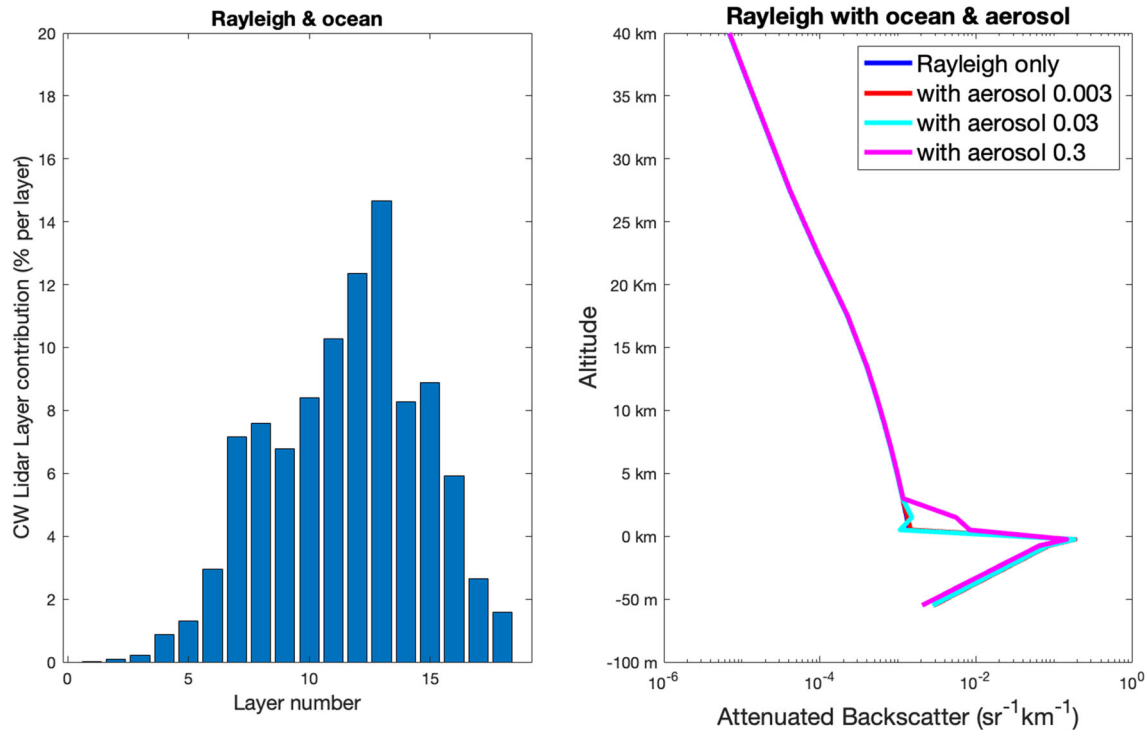 Rayleigh & ocean
CW Lidar Layer contribution (% per layer)
20
18
16
14
12
10
8
6
4
2
0
0
5
10
15
Layer number
Rayleigh with ocean & aerosol
Altitude
40 km
35 km
30 km
25 km
20 km
15 km
10 km
5 km
0 km
-50 m
-100 m
Rayleigh only
with aerosol 0.003
with aerosol 0.03
with aerosol 0.3
10⁻⁶
10⁻⁴
10⁻²
10⁰
Attenuated Backscatter (sr⁻¹km⁻¹)